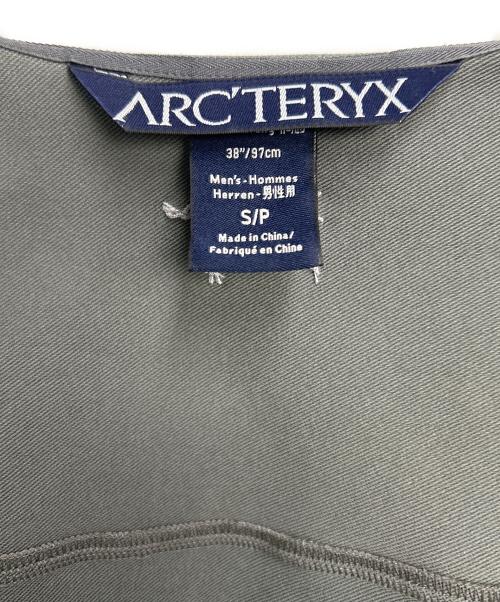 ARC'TERYX
38"/97cm
Men's-Hommes
Herren-男性用
S/P
Made in China/
Fabriqué en Chine